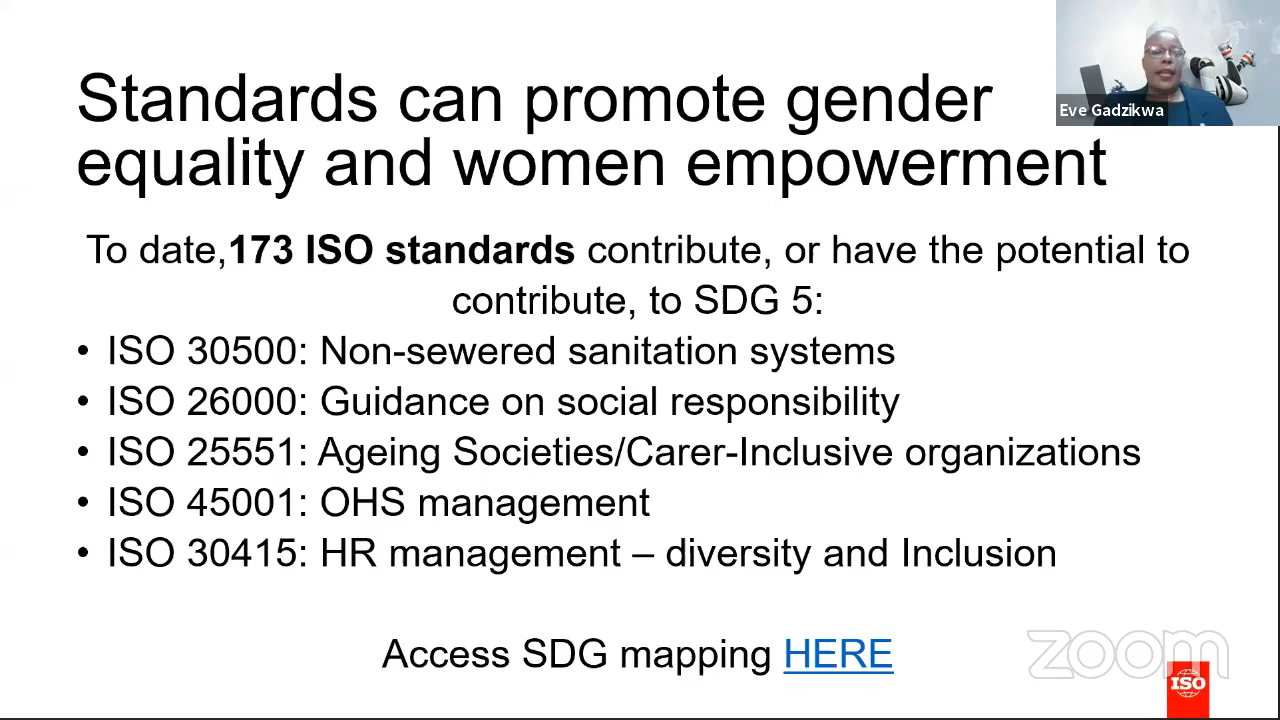 Standards can promote gender
equality and women empowerment
Eve Gadzikwa
To date,173 ISO standards contribute, or have the potential to
contribute, to SDG 5:
• ISO 30500: Non-sewered sanitation systems
• ISO 26000: Guidance on social responsibility
• ISO 25551: Ageing Societies/Carer-Inclusive organizations
• ISO 45001: OHS management
• ISO 30415: HR management – diversity and Inclusion
Access SDG mapping HERE
zoom
ISO